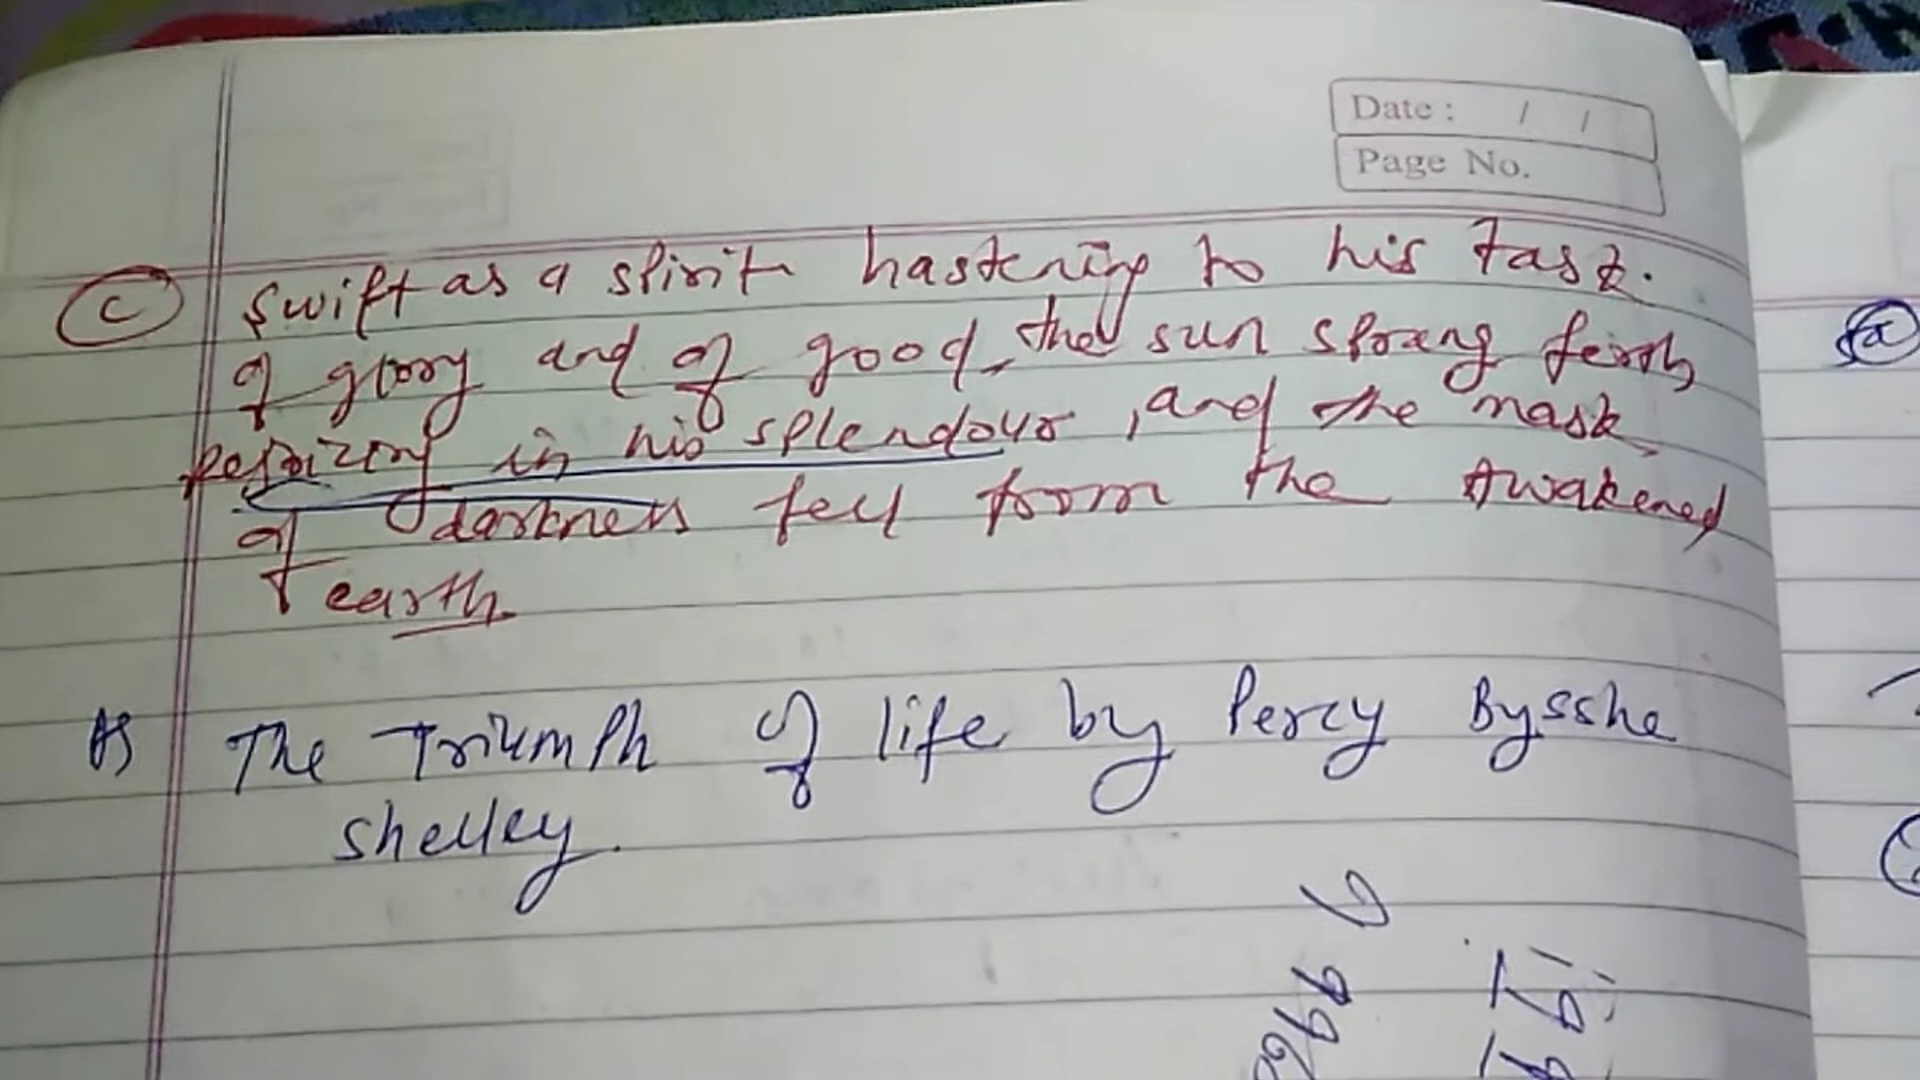 Date : / /
Page No.
(C) Swift as a spirit hastening to his task.
of glory and of good, the sun sprang forth
in his splendour, and the mask
of darkness fell from the Awakened
earth.
The Triumph of life by Percy Bysshe
shelley.
(a)